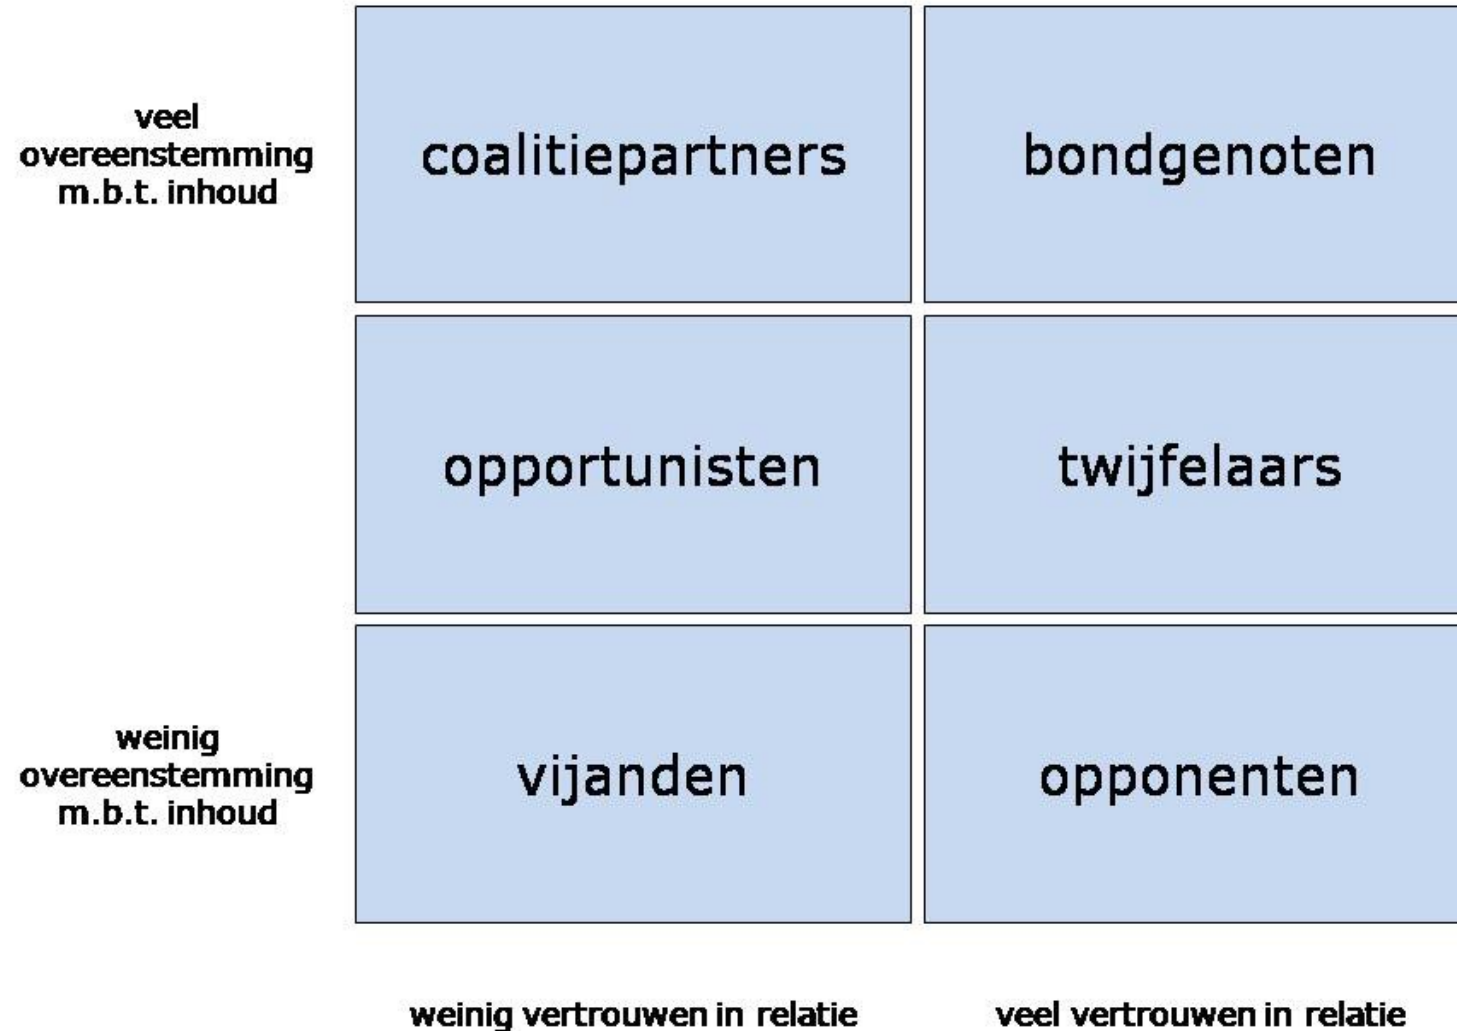 veel
overeenstemming
m.b.t. inhoud
coalitiepartners
bondgenoten
opportunisten
twijfelaars
weinig
overeenstemming
m.b.t. inhoud
vijanden
opponenten
weinig vertrouwen in relatie
veel vertrouwen in relatie